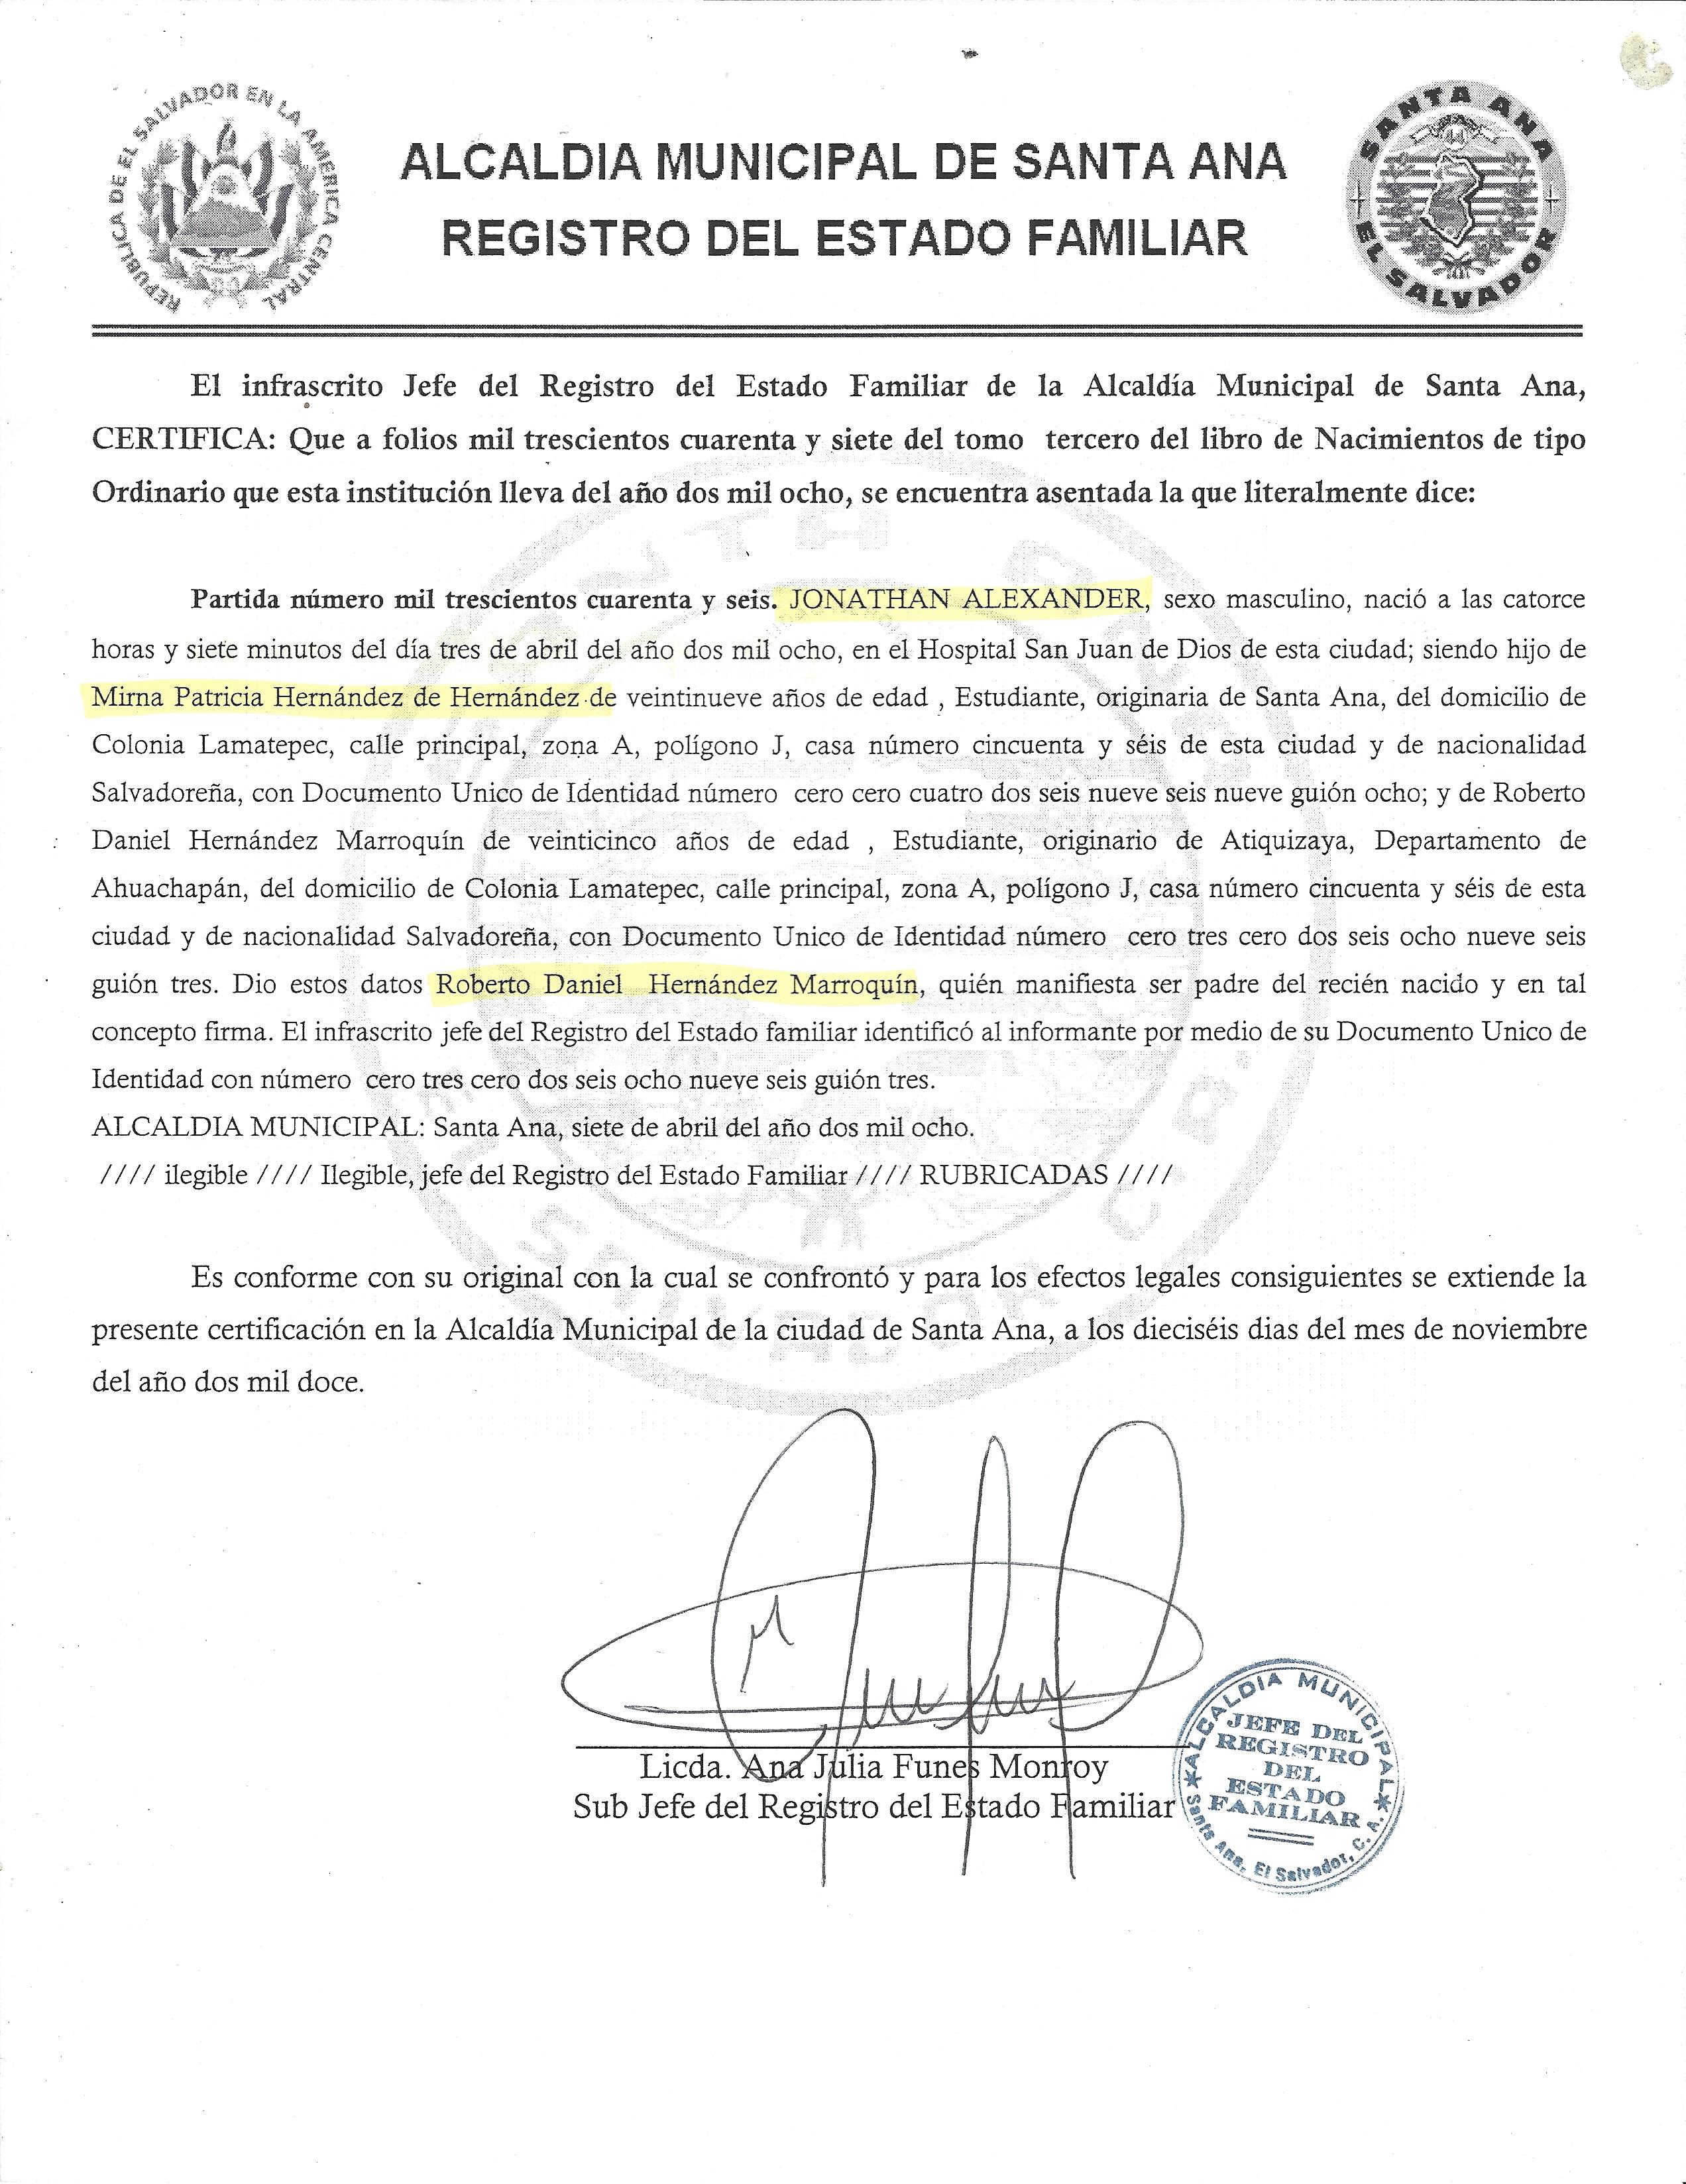 REPUBLICA DE EL SALVADOR EN LA AMERICA CENTRAL
ALCALDIA MUNICIPAL DE SANTA ANA
REGISTRO DEL ESTADO FAMILIAR
SANTA ANA
EL SALVADOR
El infrascrito Jefe del Registro del Estado Familiar de la Alcaldía Municipal de Santa Ana,
CERTIFICA: Que a folios mil trescientos cuarenta y siete del tomo tercero del libro de Nacimientos de tipo
Ordinario que esta institución lleva del año dos mil ocho, se encuentra asentada la que literalmente dice:
Partida número mil trescientos cuarenta y seis. JONATHAN ALEXANDER, sexo masculino, nació a las catorce
horas y siete minutos del día tres de abril del año dos mil ocho, en el Hospital San Juan de Dios de esta ciudad; siendo hijo de
Mirna Patricia Hernández de Hernández de veintinueve años de edad , Estudiante, originaria de Santa Ana, del domicilio de
Colonia Lamatepec, calle principal, zona A, polígono J, casa número cincuenta y séis de esta ciudad y de nacionalidad
Salvadoreña, con Documento Unico de Identidad número cero cero cuatro dos seis nueve seis nueve guión ocho; y de Roberto
Daniel Hernández Marroquín de veinticinco años de edad , Estudiante, originario de Atiquizaya, Departamento de
Ahuachapán, del domicilio de Colonia Lamatepec, calle principal, zona A, polígono J, casa número cincuenta y séis de esta
ciudad y de nacionalidad Salvadoreña, con Documento Unico de Identidad número cero tres cero dos seis ocho nueve seis
guión tres. Dio estos datos Roberto Daniel Hernández Marroquín, quién manifiesta ser padre del recién nacido y en tal
concepto firma. El infrascrito jefe del Registro del Estado familiar identificó al informante por medio de su Documento Unico de
Identidad con número cero tres cero dos seis ocho nueve seis guión tres.
ALCALDIA MUNICIPAL: Santa Ana, siete de abril del año dos mil ocho.
//// ilegible //// Ilegible, jefe del Registro del Estado Familiar //// RUBRICADAS ////
Es conforme con su original con la cual se confrontó y para los efectos legales consiguientes se extiende la
presente certificación en la Alcaldía Municipal de la ciudad de Santa Ana, a los dieciséis dias del mes de noviembre
del año dos mil doce.
Licda. Ana Julia Funes Monroy
Sub Jefe del Registro del Estado Familiar
ALCALDIA MUNICIPAL
JEFE DEL
REGISTRO
DEL
ESTADO
FAMILIAR
Santa Ana, El Salvador, C. A.